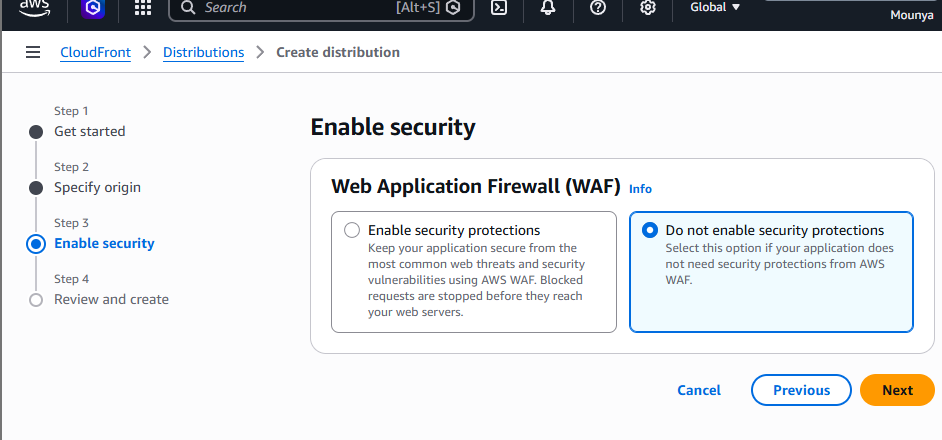 aws
Search
[Alt+S]
Global
Mounya
CloudFront
Distributions
Create distribution
Step 1
Get started
Step 2
Specify origin
Step 3
Enable security
Step 4
Review and create
Enable security
Web Application Firewall (WAF) Info
Enable security protections
Keep your application secure from the
most common web threats and security
vulnerabilities using AWS WAF. Blocked
requests are stopped before they reach
your web servers.
Do not enable security protections
Select this option if your application does
not need security protections from AWS
WAF.
Cancel
Previous
Next